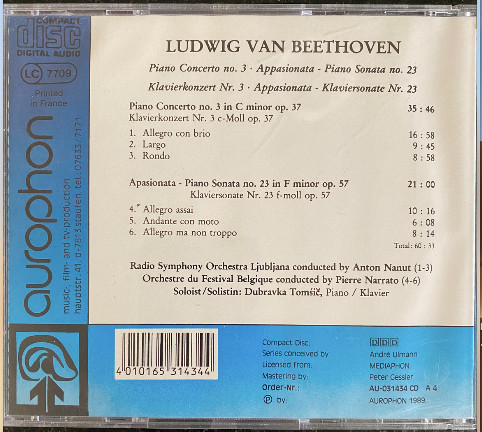 COMPACT
disc
DIGITAL AUDIO
LC 7709
Printed
in France
aurophon
music, film- and tv-production
hauptstr. 41, d-7813 staufen, tel. 07633/7171
LUDWIG VAN BEETHOVEN
Piano Concerto no. 3 · Appasionata - Piano Sonata no. 23
Klavierkonzert Nr. 3 · Appasionata - Klaviersonate Nr. 23
Piano Concerto no. 3 in C minor op. 37 35 : 46
Klavierkonzert Nr. 3 c-Moll op. 37
1. Allegro con brio 16 : 58
2. Largo 9 : 45
3. Rondo 8 : 58
Apasionata - Piano Sonata no. 23 in F minor op. 57 21 : 00
Klaviersonate Nr. 23 f-moll op. 57
4. Allegro assai 10 : 16
5. Andante con moto 6 : 08
6. Allegro ma non troppo 8 : 14
Total: 60 : 31
Radio Symphony Orchestra Ljubljana conducted by Anton Nanut (1-3)
Orchestre du Festival Belgique conducted by Pierre Narrato (4-6)
Soloist/Solistin: Dubravka Tomšič, Piano / Klavier
4 010165 314344
Compact Disc: DDD
Series conceived by: André Ulmann
Licensed from: MEDIAPHON
Mastering by: Peter Cessler
Order-Nr.: AU-031434 CD A 4
℗ by: AUROPHON 1989